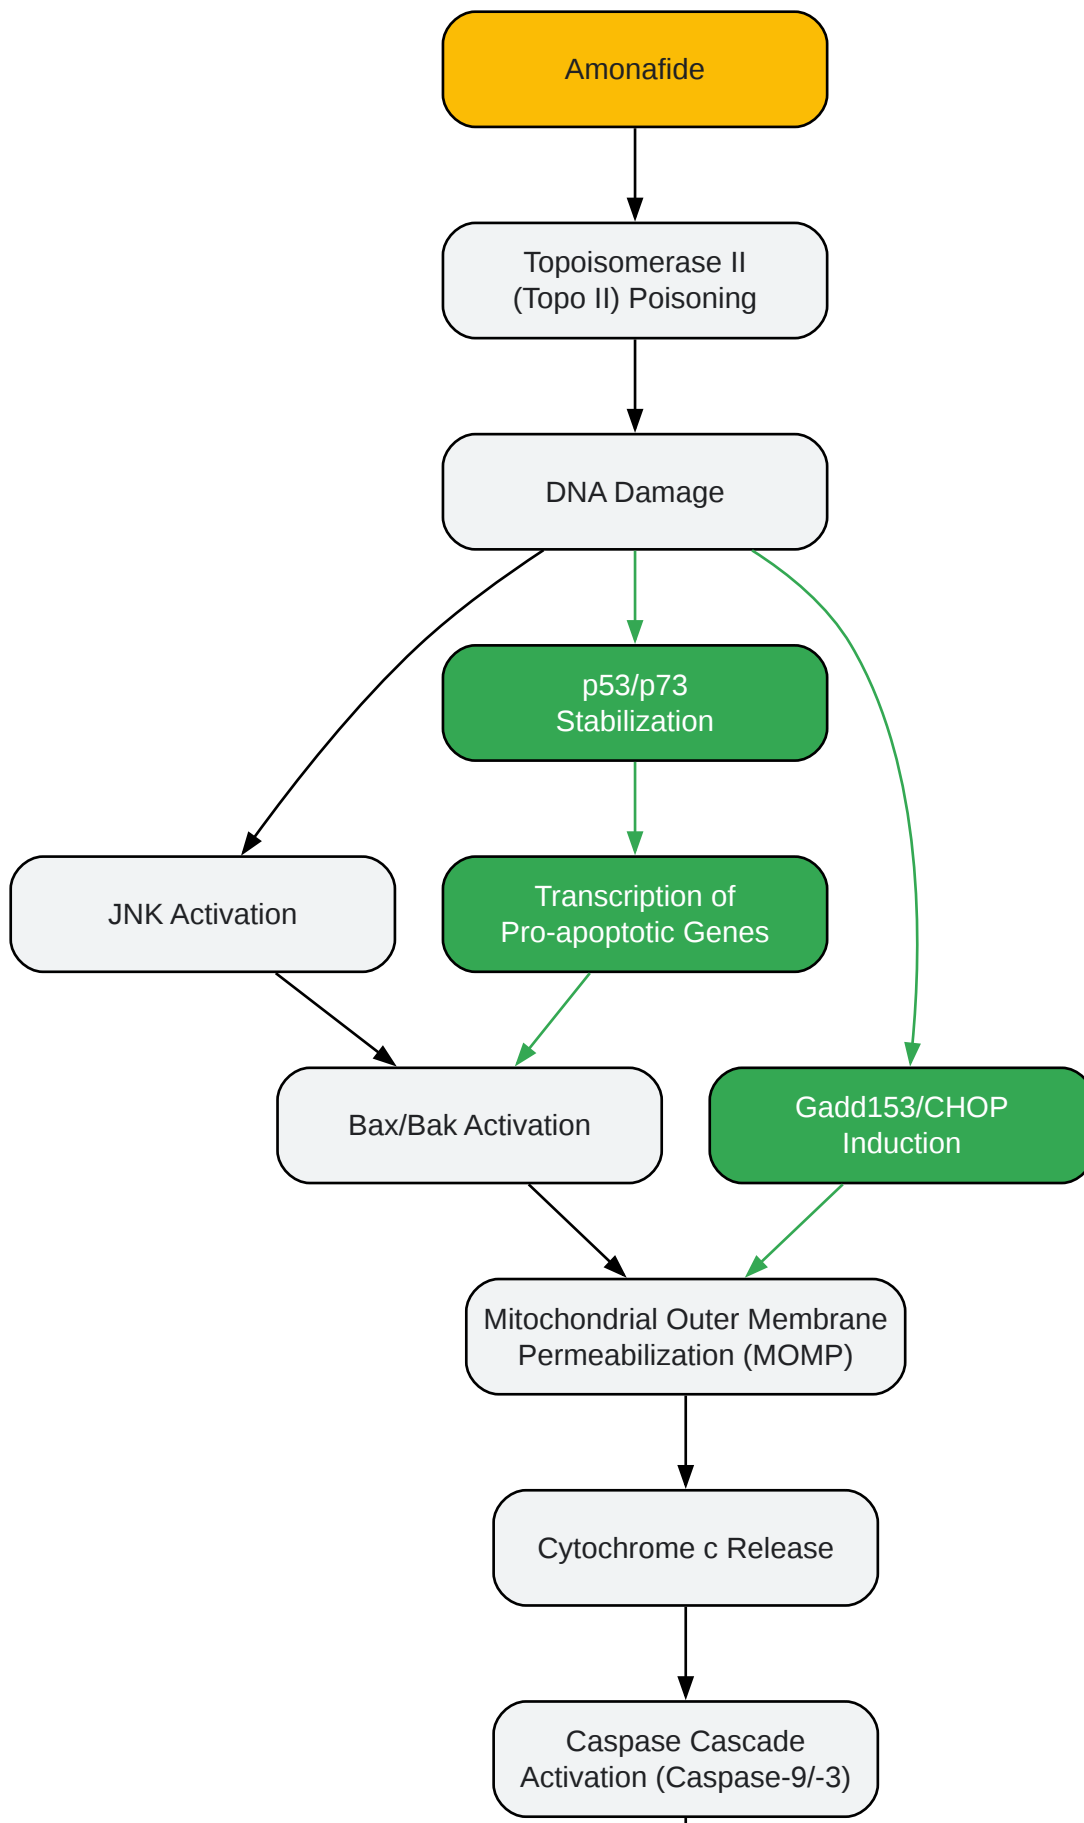 Amonafide
Topoisomerase II
(Topo II) Poisoning
DNA Damage
p53/p73
Stabilization
JNK Activation
Transcription of
Pro-apoptotic Genes
Bax/Bak Activation
Gadd153/CHOP
Induction
Mitochondrial Outer Membrane
Permeabilization (MOMP)
Cytochrome c Release
Caspase Cascade
Activation (Caspase-9/-3)